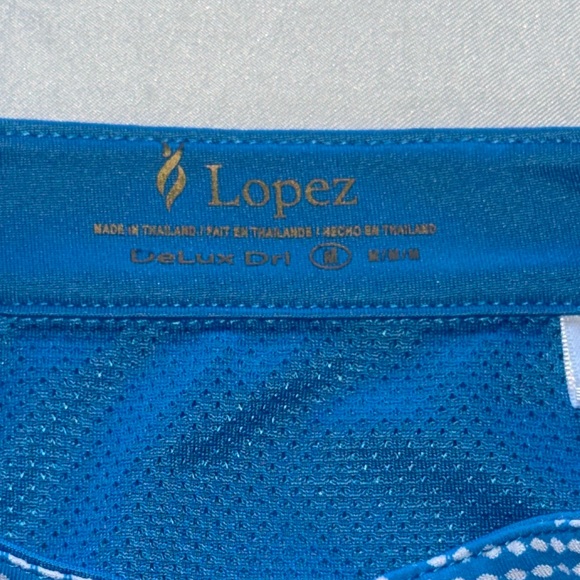 Lopez
MADE IN THAILAND / FAIT EN THAILANDE / HECHO EN THAILAND
DeLux Dri M M/M/M